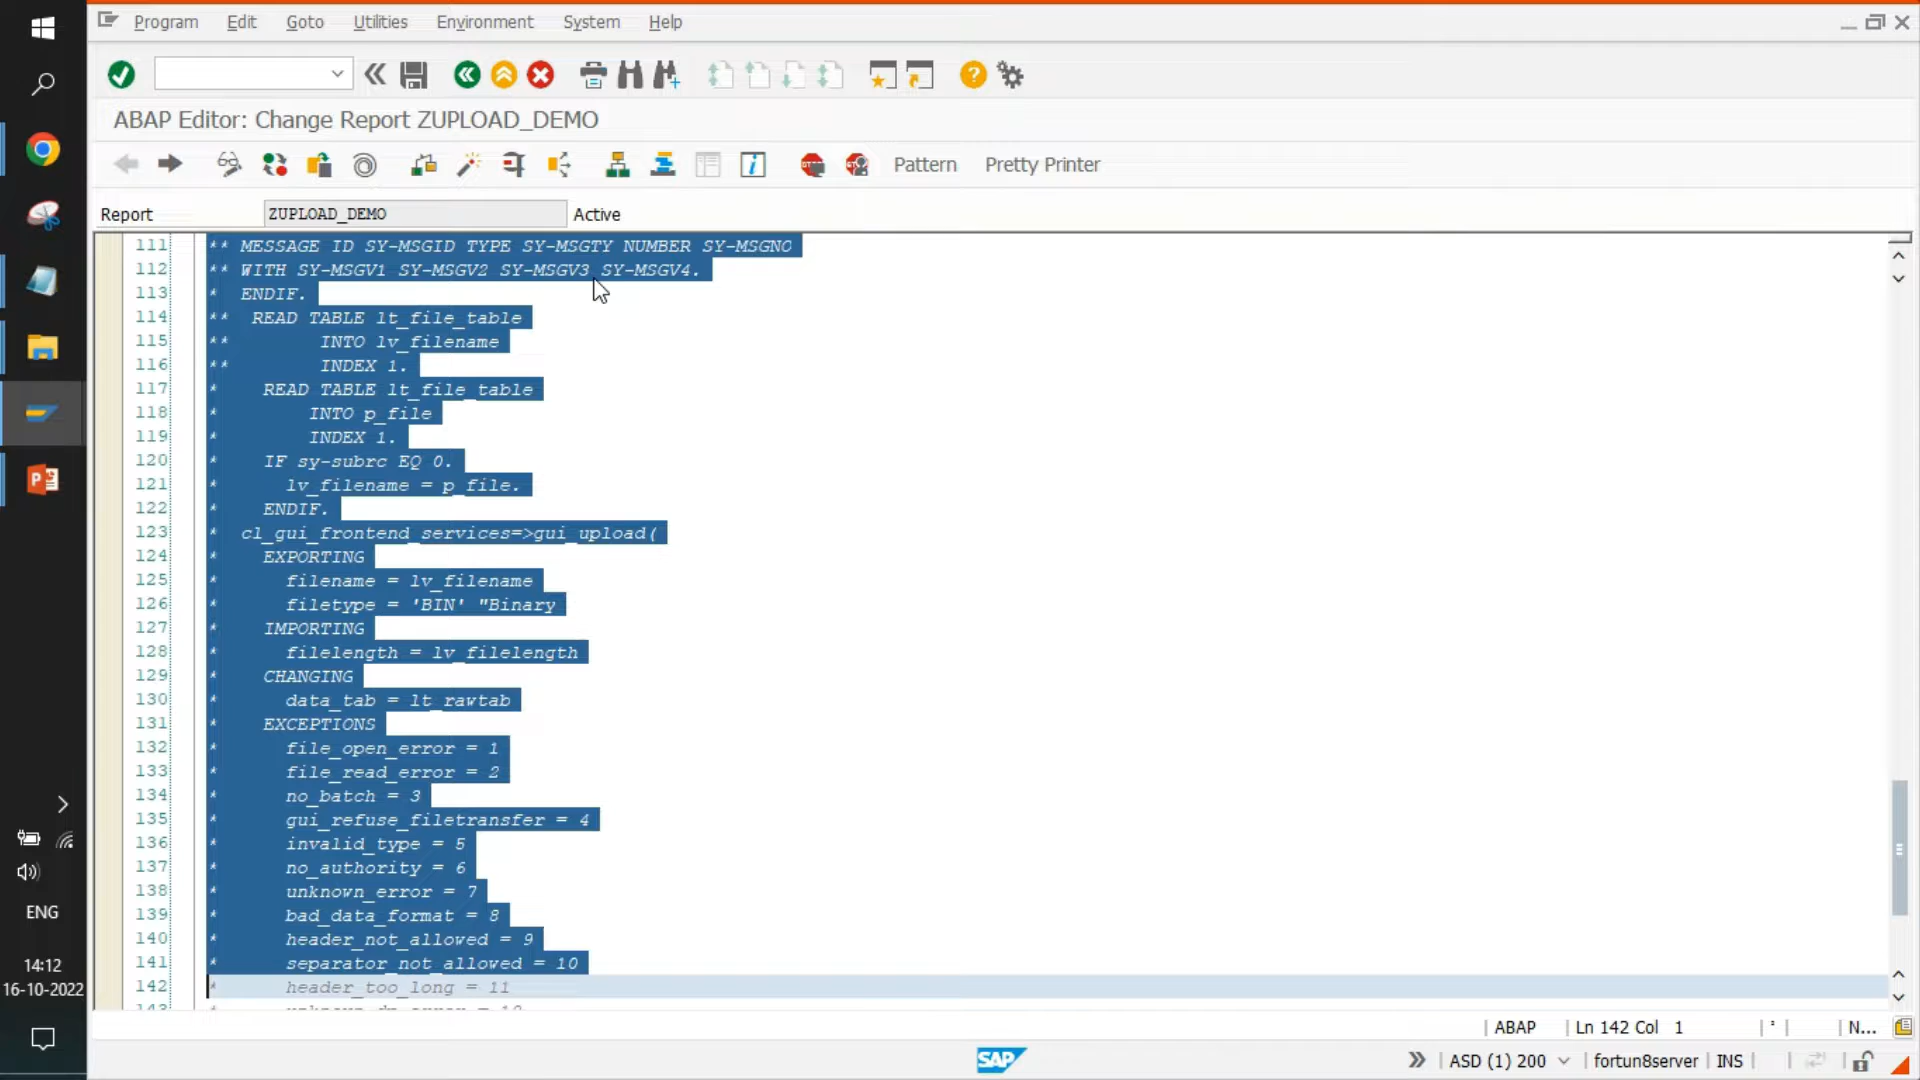 Program Edit Goto Utilities Environment System Help
ABAP Editor: Change Report ZUPLOAD_DEMO
Pattern Pretty Printer
Report ZUPLOAD_DEMO Active
111 ** MESSAGE ID SY-MSGID TYPE SY-MSGTY NUMBER SY-MSGNO
112 ** WITH SY-MSGV1 SY-MSGV2 SY-MSGV3 SY-MSGV4.
113 * ENDIF.
114 ** READ TABLE lt_file_table
115 ** INTO lv_filename
116 ** INDEX 1.
117 * READ TABLE lt_file_table
118 * INTO p_file
119 * INDEX 1.
120 * IF sy-subrc EQ 0.
121 * lv_filename = p_file.
122 * ENDIF.
123 * cl_gui_frontend_services=>gui_upload(
124 * EXPORTING
125 * filename = lv_filename
126 * filetype = 'BIN' "Binary
127 * IMPORTING
128 * filelength = lv_filelength
129 * CHANGING
130 * data_tab = lt_rawtab
131 * EXCEPTIONS
132 * file_open_error = 1
133 * file_read_error = 2
134 * no_batch = 3
135 * gui_refuse_filetransfer = 4
136 * invalid_type = 5
137 * no_authority = 6
138 * unknown_error = 7
139 * bad_data_format = 8
140 * header_not_allowed = 9
141 * separator_not_allowed = 10
142 * header_too_long = 11
ABAP Ln 142 Col 1 N...
SAP ASD (1) 200 fortun8server INS
ENG
14:12
16-10-2022